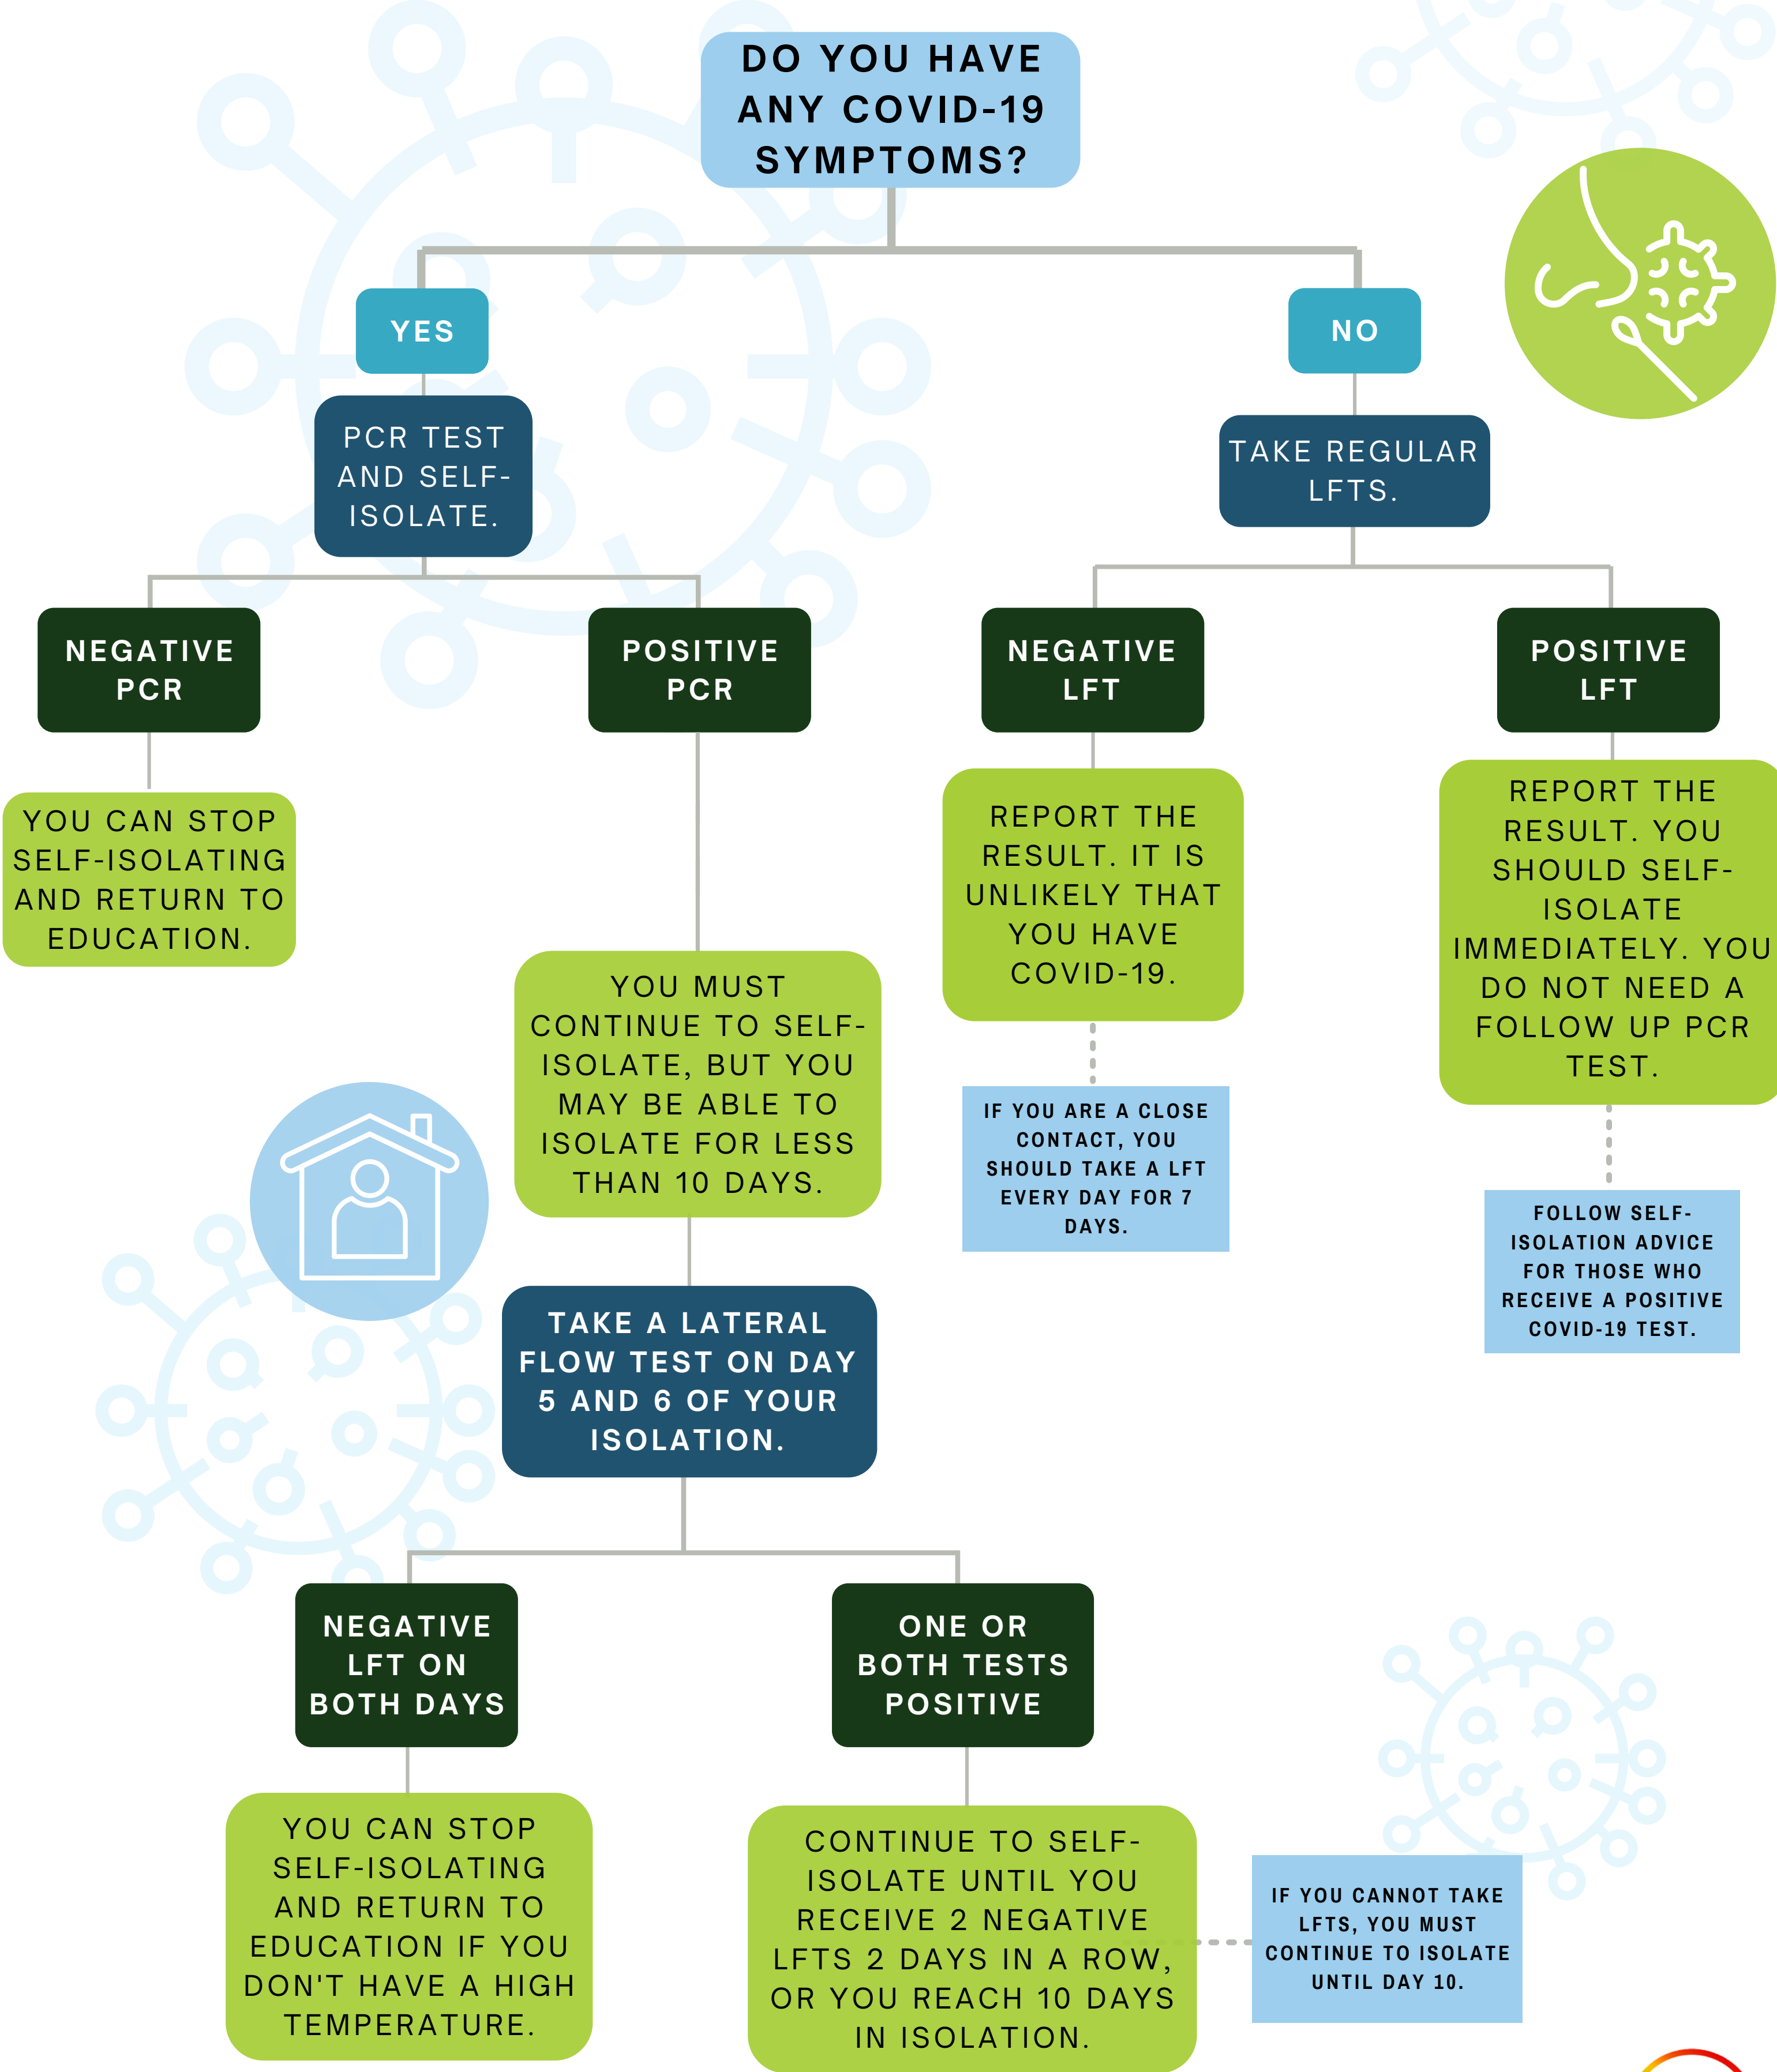 DO YOU HAVE
ANY COVID-19
SYMPTOMS?
YES
NO
PCR TEST
AND SELF-
ISOLATE.
TAKE REGULAR
LFTS.
NEGATIVE
PCR
POSITIVE
PCR
NEGATIVE
LFT
POSITIVE
LFT
YOU CAN STOP
SELF-ISOLATING
AND RETURN TO
EDUCATION.
YOU MUST
CONTINUE TO SELF-
ISOLATE, BUT YOU
MAY BE ABLE TO
ISOLATE FOR LESS
THAN 10 DAYS.
REPORT THE
RESULT. IT IS
UNLIKELY THAT
YOU HAVE
COVID-19.
REPORT THE
RESULT. YOU
SHOULD SELF-
ISOLATE
IMMEDIATELY. YOU
DO NOT NEED A
FOLLOW UP PCR
TEST.
IF YOU ARE A CLOSE
CONTACT, YOU
SHOULD TAKE A LFT
EVERY DAY FOR 7
DAYS.
FOLLOW SELF-
ISOLATION ADVICE
FOR THOSE WHO
RECEIVE A POSITIVE
COVID-19 TEST.
TAKE A LATERAL
FLOW TEST ON DAY
5 AND 6 OF YOUR
ISOLATION.
NEGATIVE
LFT ON
BOTH DAYS
ONE OR
BOTH TESTS
POSITIVE
YOU CAN STOP
SELF-ISOLATING
AND RETURN TO
EDUCATION IF YOU
DON'T HAVE A HIGH
TEMPERATURE.
CONTINUE TO SELF-
ISOLATE UNTIL YOU
RECEIVE 2 NEGATIVE
LFTS 2 DAYS IN A ROW,
OR YOU REACH 10 DAYS
IN ISOLATION.
IF YOU CANNOT TAKE
LFTS, YOU MUST
CONTINUE TO ISOLATE
UNTIL DAY 10.